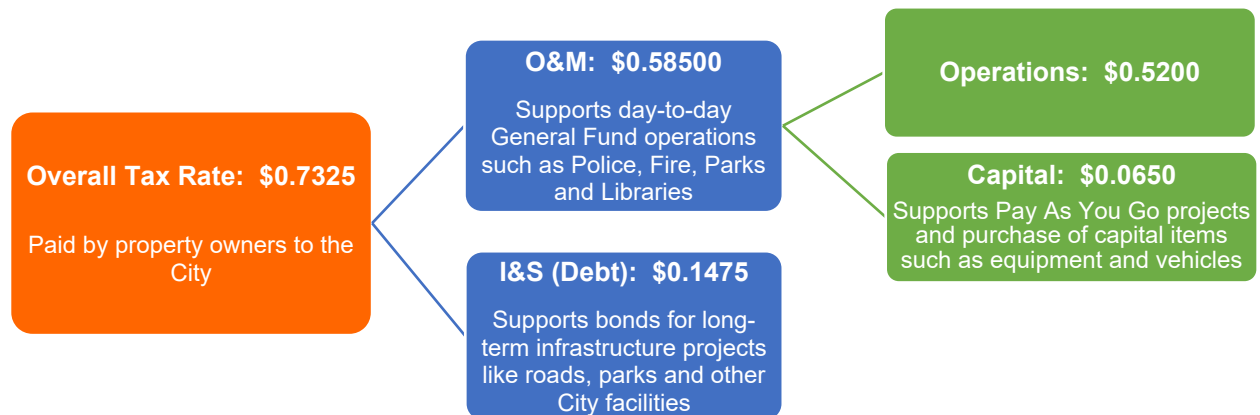 Overall Tax Rate: $0.7325
Paid by property owners to the
City
O&M: $0.58500
Supports day-to-day
General Fund operations
such as Police, Fire, Parks
and Libraries
I&S (Debt): $0.1475
Supports bonds for long-
term infrastructure projects
like roads, parks and other
City facilities
Operations: $0.5200
Capital: $0.0650
Supports Pay As You Go projects
and purchase of capital items
such as equipment and vehicles